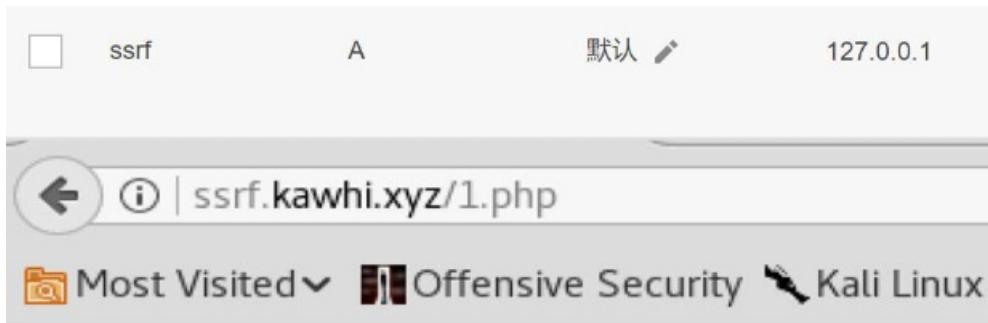 ssrf A 默认 127.0.0.1
ssrf.kawhi.xyz/1.php
Most Visited Offensive Security Kali Linux